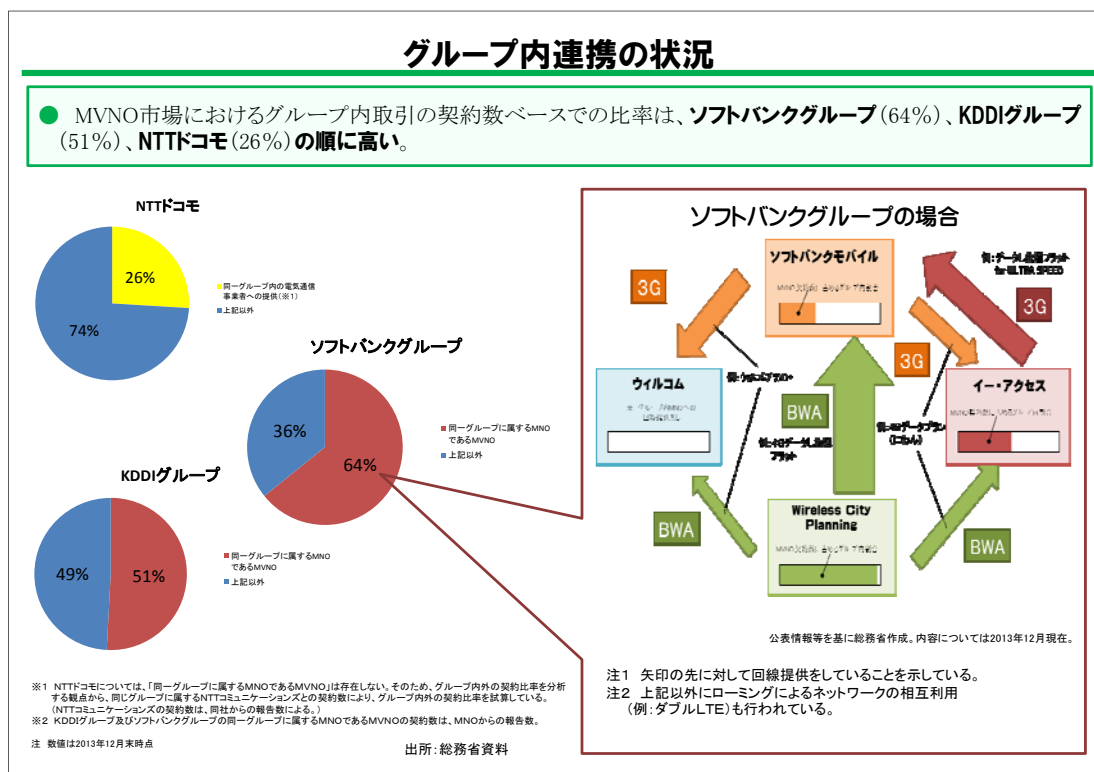 グループ内連携の状況
● MVNO市場におけるグループ内取引の契約数ベースでの比率は、ソフトバンクグループ(64%)、KDDIグループ
(51%)、NTTドコモ(26%)の順に高い。
NTTドコモ
26%
74%
同一グループ内の電気通信
事業者への提供(※1)
上記以外
ソフトバンクグループ
36%
64%
同一グループに属するMNO
であるMVNO
上記以外
KDDIグループ
49%
51%
同一グループに属するMNO
であるMVNO
上記以外
ソフトバンクグループの場合
ソフトバンクモバイル
for ULTRA SPEED
3G
3G
3G
ウィルコム
イー・アクセス
BWA
フラット
Wireless City
Planning
BWA
BWA
公表情報等を基に総務省作成。内容については2013年12月現在。
注1 矢印の先に対して回線提供をしていることを示している。
注2 上記以外にローミングによるネットワークの相互利用
(例:ダブルLTE)も行われている。
※1 NTTドコモについては、「同一グループに属するMNOであるMVNO」は存在しない。そのため、グループ内外の契約比率を分析
する観点から、同じグループに属するNTTコミュニケーションズとの契約数により、グループ内外の契約比率を試算している。
(NTTコミュニケーションズの契約数は、同社からの報告数による。)
※2 KDDIグループ及びソフトバンクグループの同一グループに属するMNOであるMVNOの契約数は、MNOからの報告数。
注 数値は2013年12月末時点
出所:総務省資料